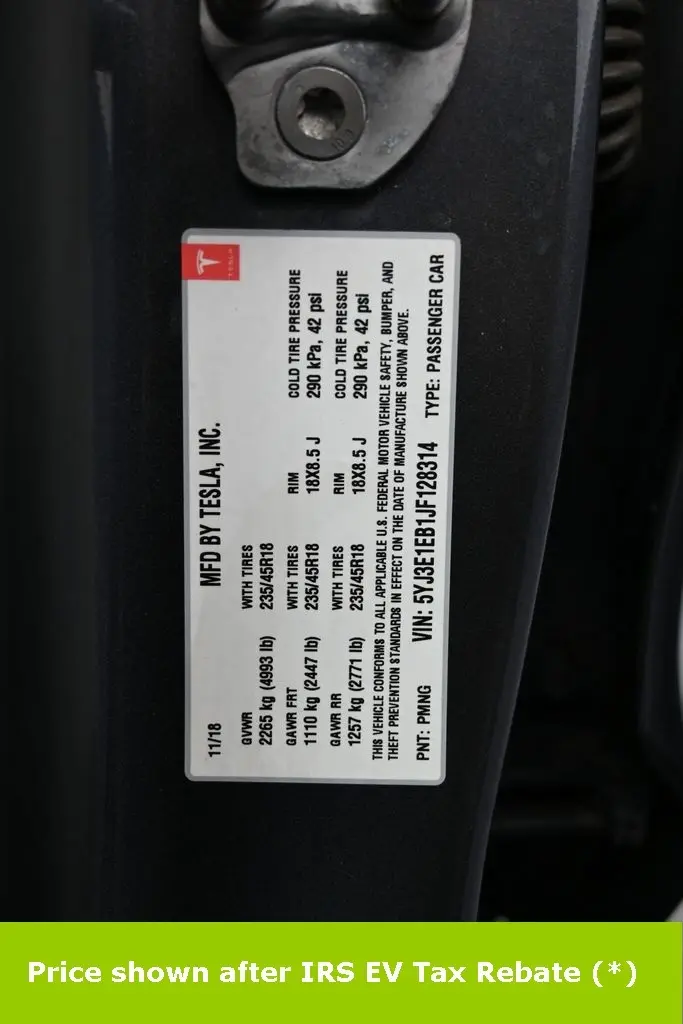 TESLA
MFD BY TESLA, INC.
11/18
GVWR WITH TIRES
2265 kg (4993 lb) 235/45R18
GAWR FRT WITH TIRES RIM COLD TIRE PRESSURE
1110 kg (2447 lb) 235/45R18 18X8.5 J 290 kPa, 42 psi
GAWR RR WITH TIRES RIM COLD TIRE PRESSURE
1257 kg (2771 lb) 235/45R18 18X8.5 J 290 kPa, 42 psi
THIS VEHICLE CONFORMS TO ALL APPLICABLE U.S. FEDERAL MOTOR VEHICLE SAFETY, BUMPER, AND
THEFT PREVENTION STANDARDS IN EFFECT ON THE DATE OF MANUFACTURE SHOWN ABOVE.
PNT: PMNG VIN: 5YJ3E1EB1JF128314 TYPE: PASSENGER CAR
Price shown after IRS EV Tax Rebate (*)